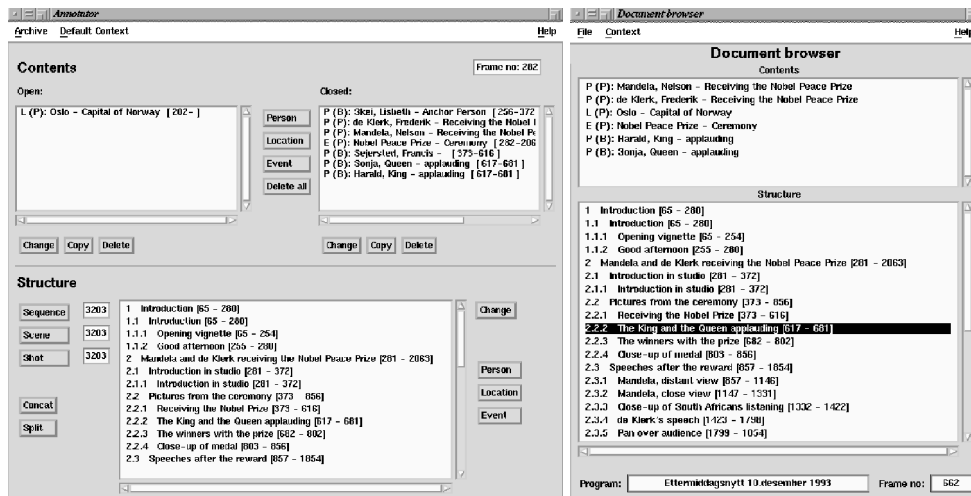 Annotator
Archive Default Context Help
Contents
Frame no: 282
Open:
Closed:
L (P): Oslo - Capital of Norway [202- ]
Person
Location
Event
Delete all
P (B): Skei, Lisbeth - Anchor Person [256-372
P (P): de Klerk, Frederik - Receiving the Nobel
P (P): Mandela, Nelson - Receiving the Nobel Pe
E (P): Nobel Peace Prize - Ceremony [282-206
P (B): Sejersted, Francis - [373-616]
P (B): Sonja, Queen - applauding [617-681]
P (B): Harald, King - applauding [617-681]
Change Copy Delete
Change Copy Delete
Structure
Sequence 3203
Scene 3203
Shot 3203
Concat
Split
1 Introduction [65 - 280]
1.1 Introduction [65 - 280]
1.1.1 Opening vignette [65 - 254]
1.1.2 Good afternoon [255 - 280]
2 Mandela and de Klerk receiving the Nobel Peace Prize [281 - 2063]
2.1 Introduction in studio [281 - 372]
2.1.1 Introduction in studio [281 - 372]
2.2 Pictures from the ceremony [373 - 856]
2.2.1 Receiving the Nobel Prize [373 - 616]
2.2.2 The King and the Queen applauding [617 - 681]
2.2.3 The winners with the prize [682 - 802]
2.2.4 Close-up of medal [803 - 856]
2.3 Speeches after the reward [857 - 1854]
Change
Person
Location
Event
Document browser
File Context Help
Document browser
Contents
P (P): Mandela, Nelson - Receiving the Nobel Peace Prize
P (P): de Klerk, Frederik - Receiving the Nobel Peace Prize
L (P): Oslo - Capital of Norway
E (P): Nobel Peace Prize - Ceremony
P (B): Harald, King - applauding
P (B): Sonja, Queen - applauding
Structure
1 Introduction [65 - 280]
1.1 Introduction [65 - 280]
1.1.1 Opening vignette [65 - 254]
1.1.2 Good afternoon [255 - 280]
2 Mandela and de Klerk receiving the Nobel Peace Prize [281 - 2063]
2.1 Introduction in studio [281 - 372]
2.1.1 Introduction in studio [281 - 372]
2.2 Pictures from the ceremony [373 - 856]
2.2.1 Receiving the Nobel Prize [373 - 616]
2.2.2 The King and the Queen applauding [617 - 681]
2.2.3 The winners with the prize [682 - 802]
2.2.4 Close-up of medal [803 - 856]
2.3 Speeches after the reward [857 - 1854]
2.3.1 Mandela, distant view [857 - 1146]
2.3.2 Mandela, close view [1147 - 1331]
2.3.3 Close-up of South Africans listening [1332 - 1422]
2.3.4 de Klerk's speech [1423 - 1798]
2.3.5 Pan over audience [1799 - 1854]
Program: Ettermiddagsnytt 10.desember 1993 Frame no: 662